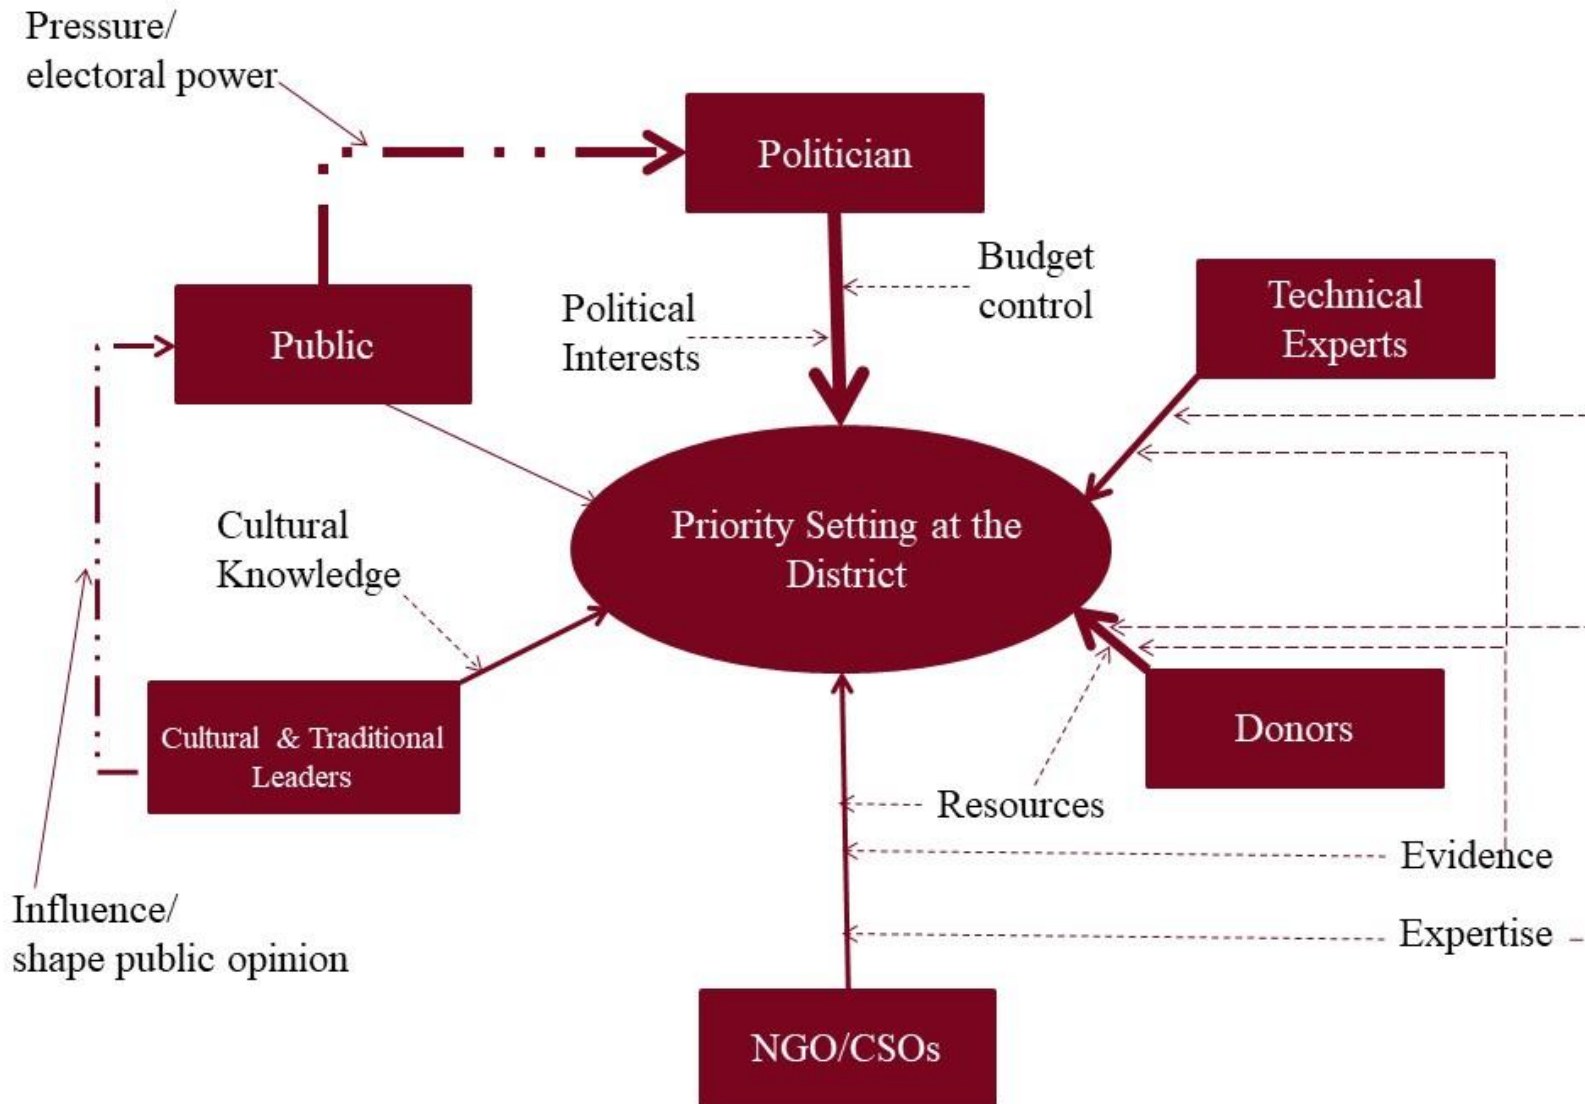 Pressure/
electoral power
Politician
Budget
control
Technical
Experts
Political
Interests
Public
Cultural
Knowledge
Priority Setting at the
District
Cultural & Traditional
Leaders
Donors
Resources
Evidence
Influence/
shape public opinion
Expertise
NGO/CSOs